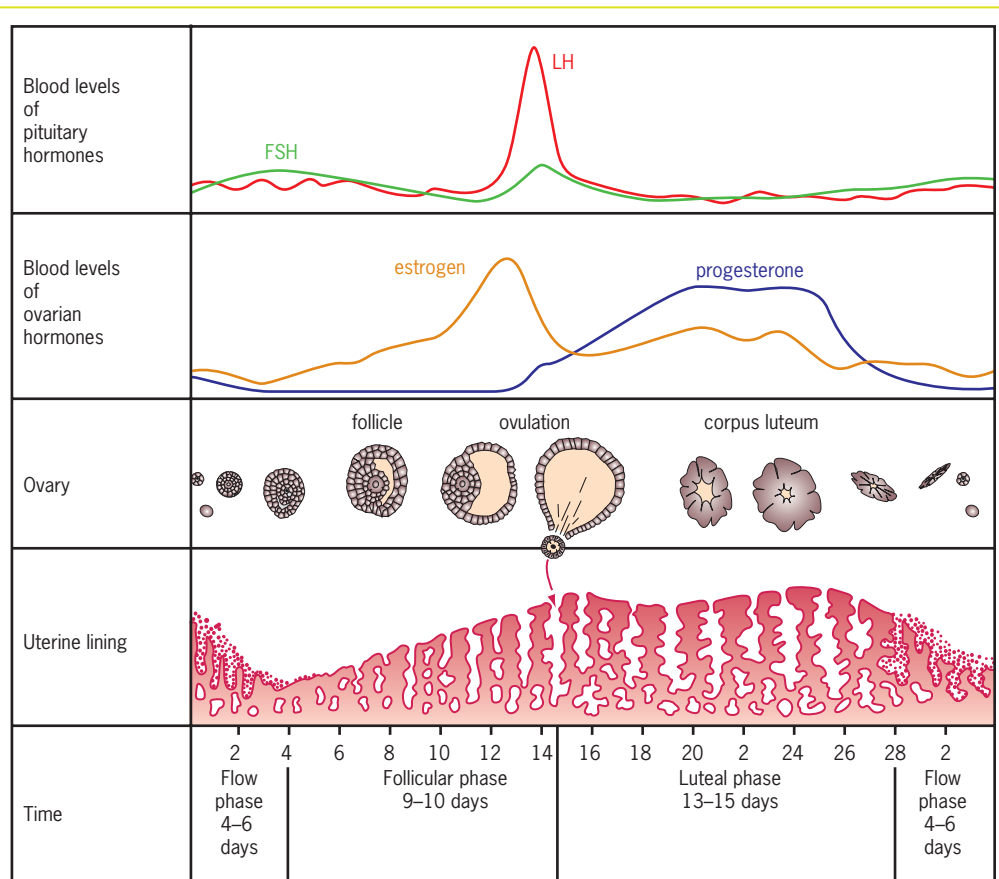 Blood levels
of
pituitary
hormones
LH
FSH
Blood levels
of
ovarian
hormones
estrogen
progesterone
Ovary
follicle
ovulation
corpus luteum
Uterine lining
Time
2 4 6 8 10 12 14 16 18 20 2 24 26 28 2
Flow
phase
4–6
days
Follicular phase
9–10 days
Luteal phase
13–15 days
Flow
phase
4–6
days